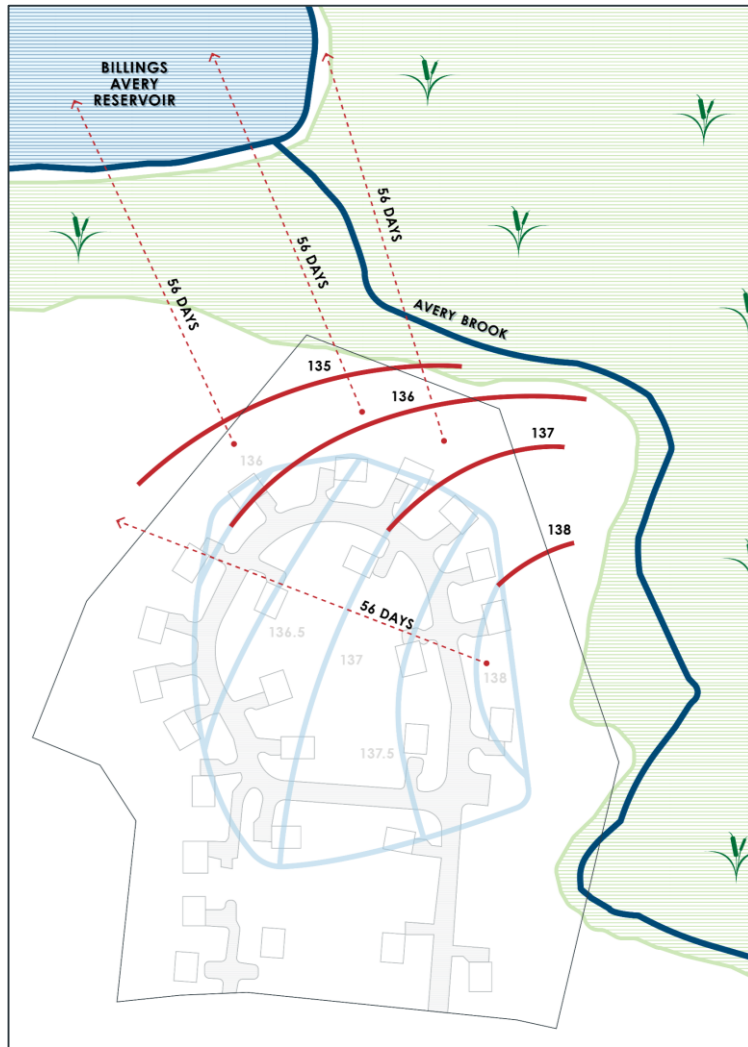 BILLINGS
AVERY
RESERVOIR
56 DAYS
56 DAYS
56 DAYS
AVERY BROOK
135
136
137
136
138
56 DAYS
136.5
137
138
137.5